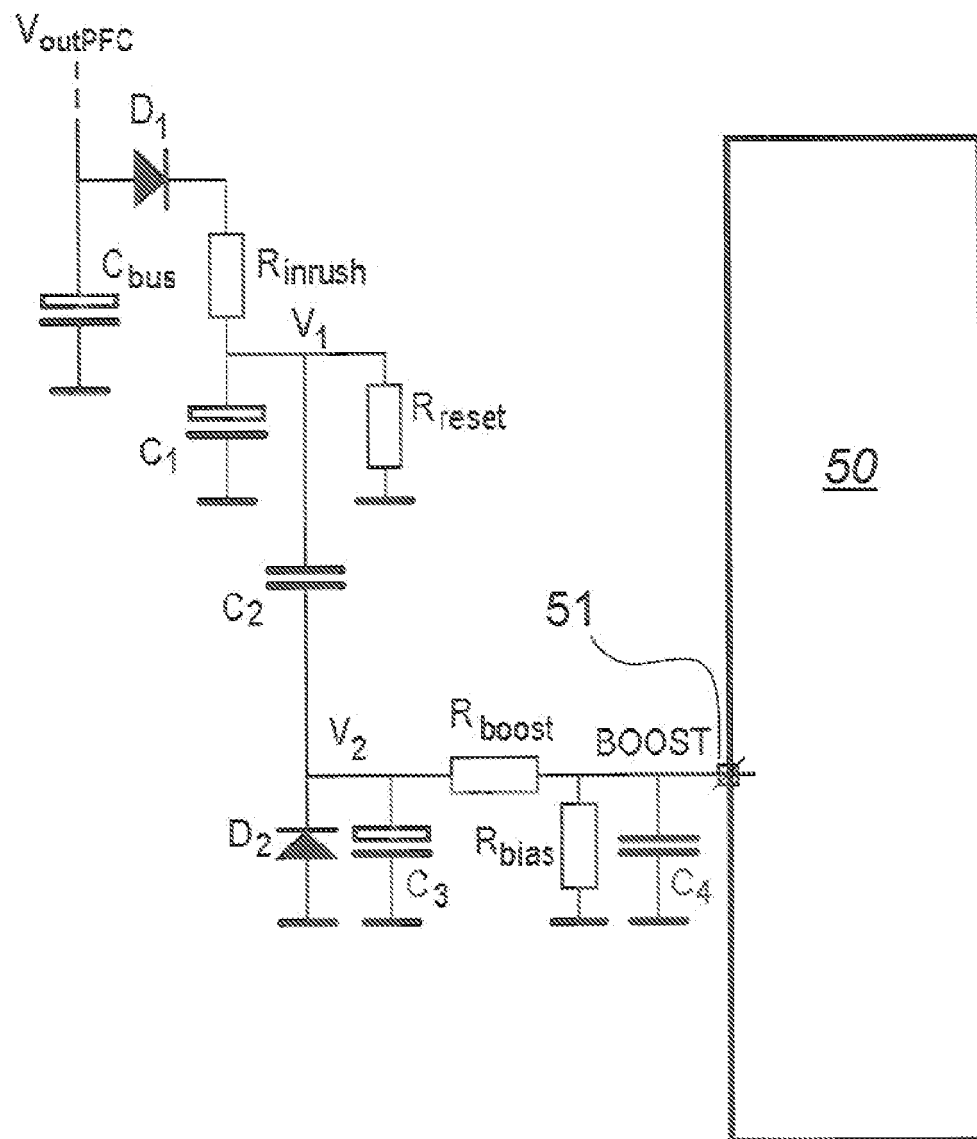 VoutPFC
D1
Cbus
Rinrush
V1
C1
Rreset
50
C2
51
V2
Rboost
BOOST
D2
C3
Rbias
C4